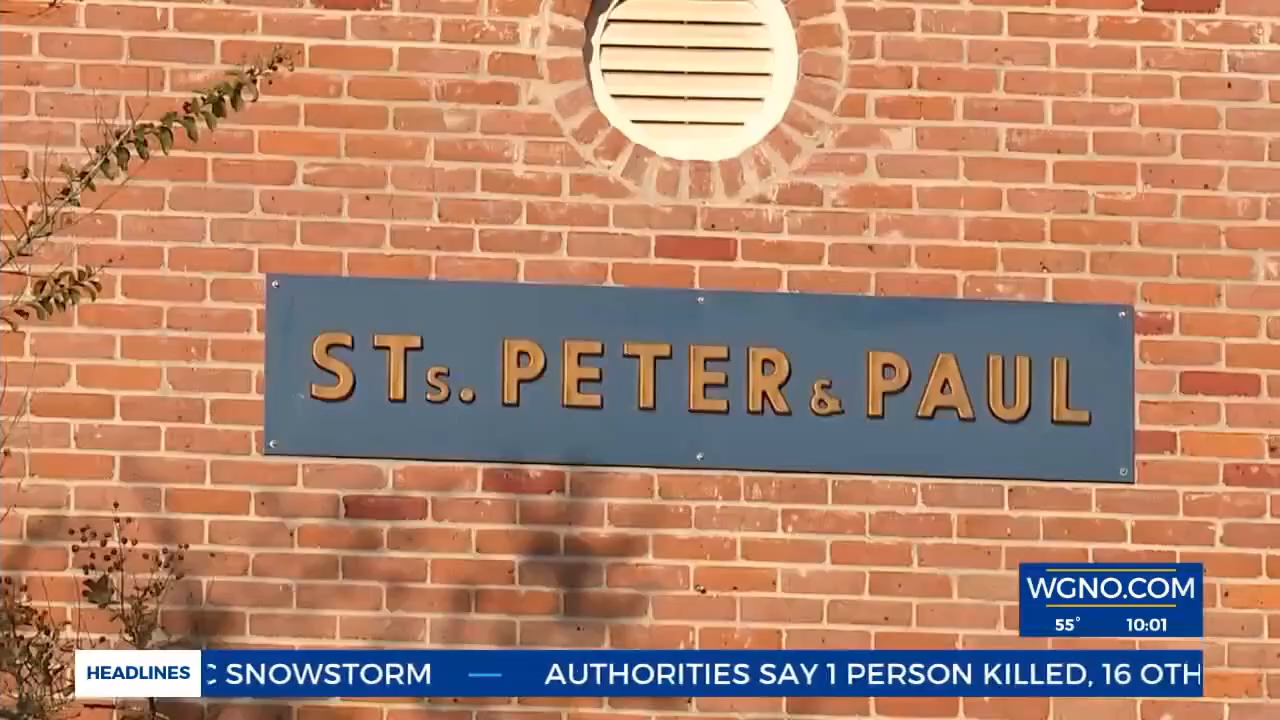 STs. PETER & PAUL
WGNO.COM
55° 10:01
HEADLINES
SNOWSTORM — AUTHORITIES SAY 1 PERSON KILLED, 16